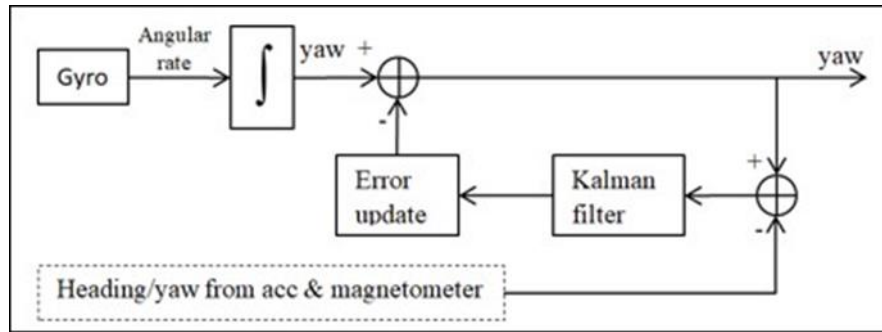 Gyro
Angular
rate
∫
yaw +
-
yaw
Error
update
Kalman
filter
+
-
Heading/yaw from acc & magnetometer